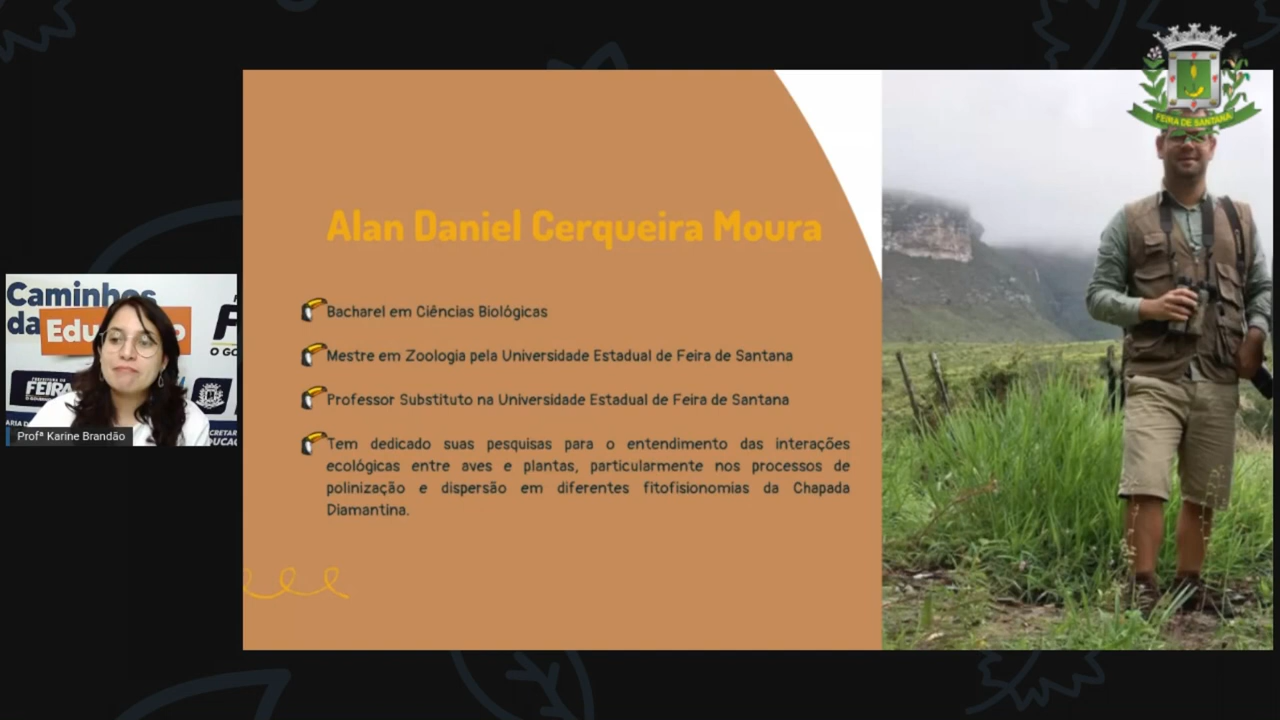 FEIRA DE SANTANA
Alan Daniel Cerqueira Moura
Bacharel em Ciências Biológicas
Mestre em Zoologia pela Universidade Estadual de Feira de Santana
Professor Substituto na Universidade Estadual de Feira de Santana
Tem dedicado suas pesquisas para o entendimento das interações
ecológicas entre aves e plantas, particularmente nos processos de
polinização e dispersão em diferentes fitofisionomias da Chapada
Diamantina.
Caminhos
da
FEIRA
O GO
Profª Karine Brandão